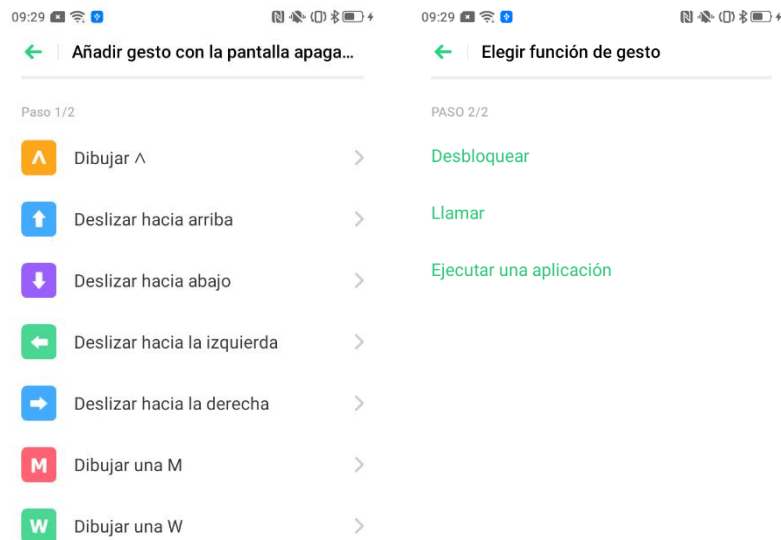 09:29
Añadir gesto con la pantalla apaga...
Paso 1/2
Λ Dibujar Λ
Deslizar hacia arriba
Deslizar hacia abajo
Deslizar hacia la izquierda
Deslizar hacia la derecha
M Dibujar una M
W Dibujar una W
09:29
Elegir función de gesto
PASO 2/2
Desbloquear
Llamar
Ejecutar una aplicación